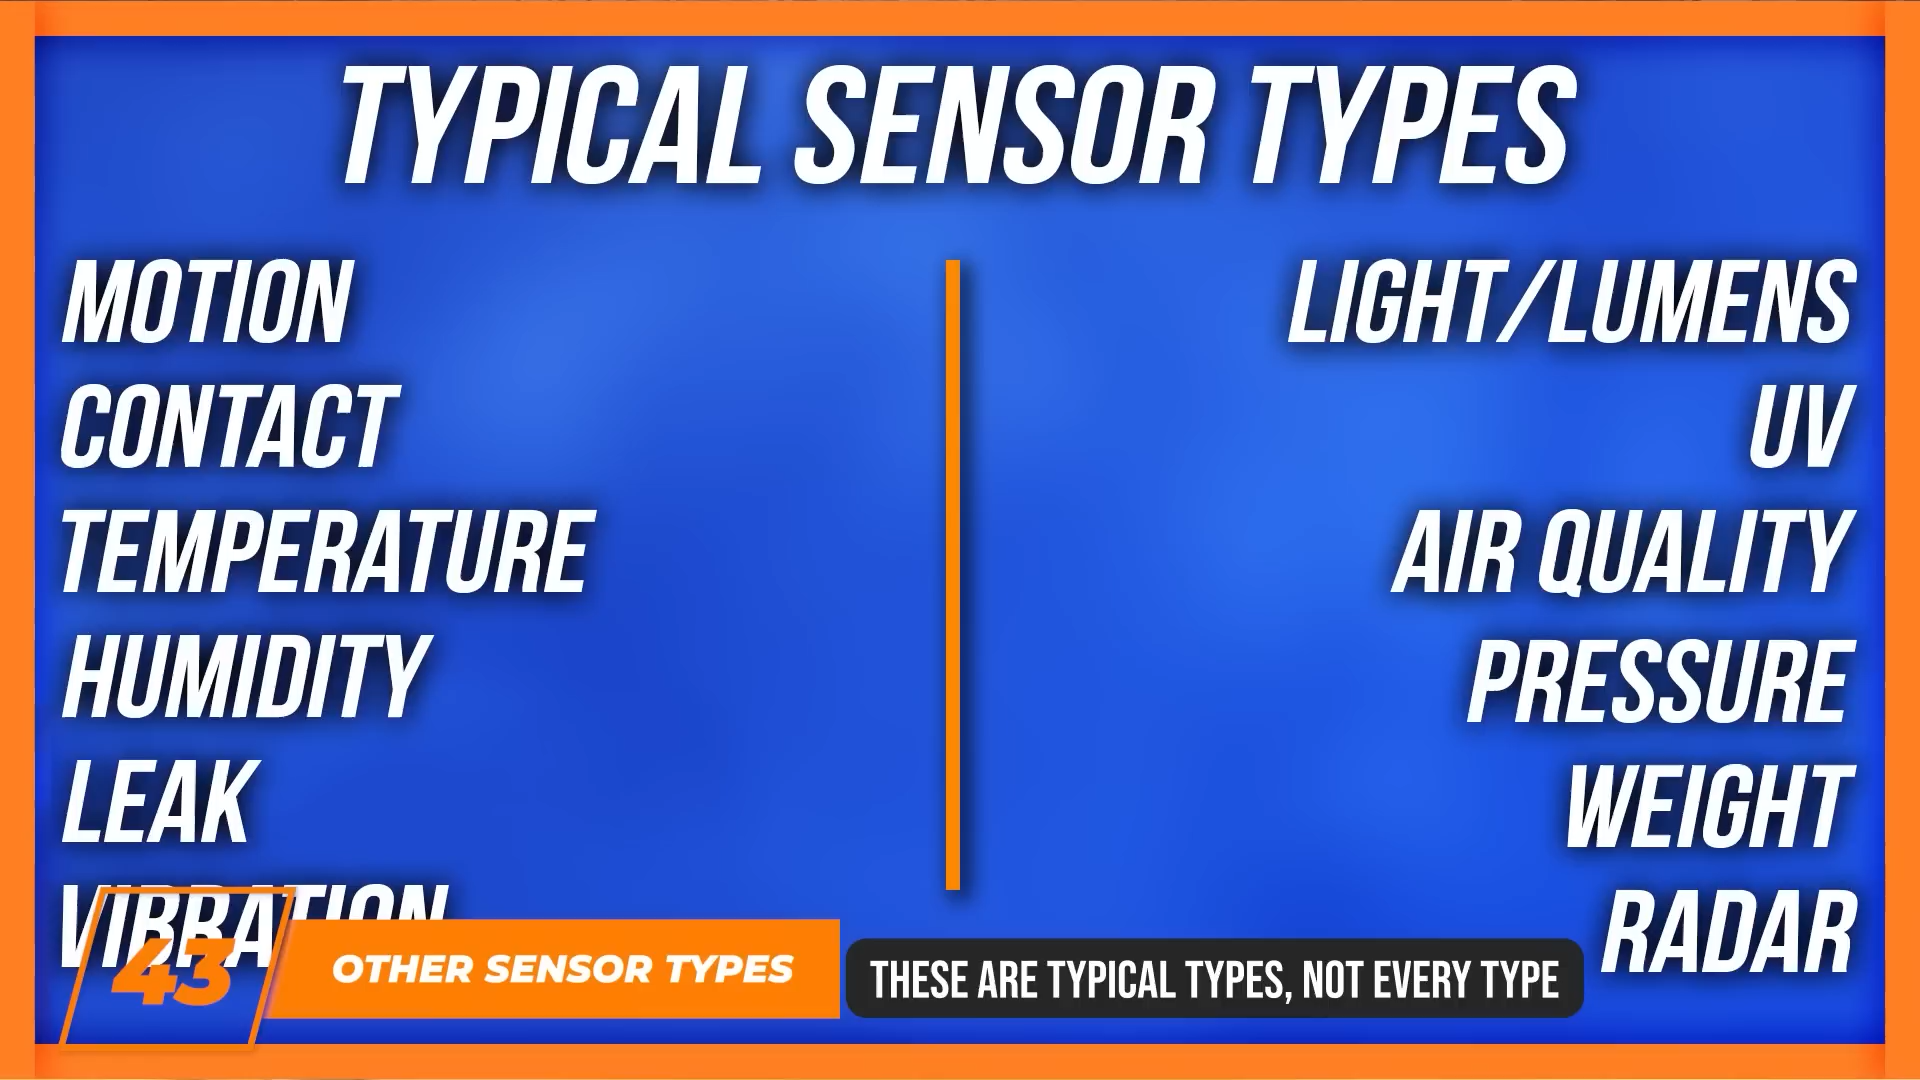 TYPICAL SENSOR TYPES
MOTION
CONTACT
TEMPERATURE
HUMIDITY
LEAK
VIBRATION
LIGHT/LUMENS
UV
AIR QUALITY
PRESSURE
WEIGHT
RADAR
43
OTHER SENSOR TYPES
THESE ARE TYPICAL TYPES, NOT EVERY TYPE